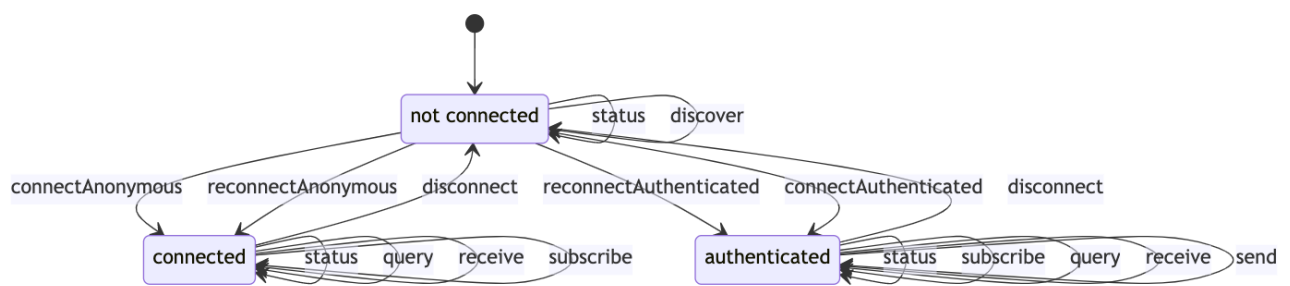 not connected
status
discover
connectAnonymous
reconnectAnonymous
disconnect
reconnectAuthenticated
connectAuthenticated
disconnect
connected
status
query
receive
subscribe
authenticated
status
subscribe
query
receive
send